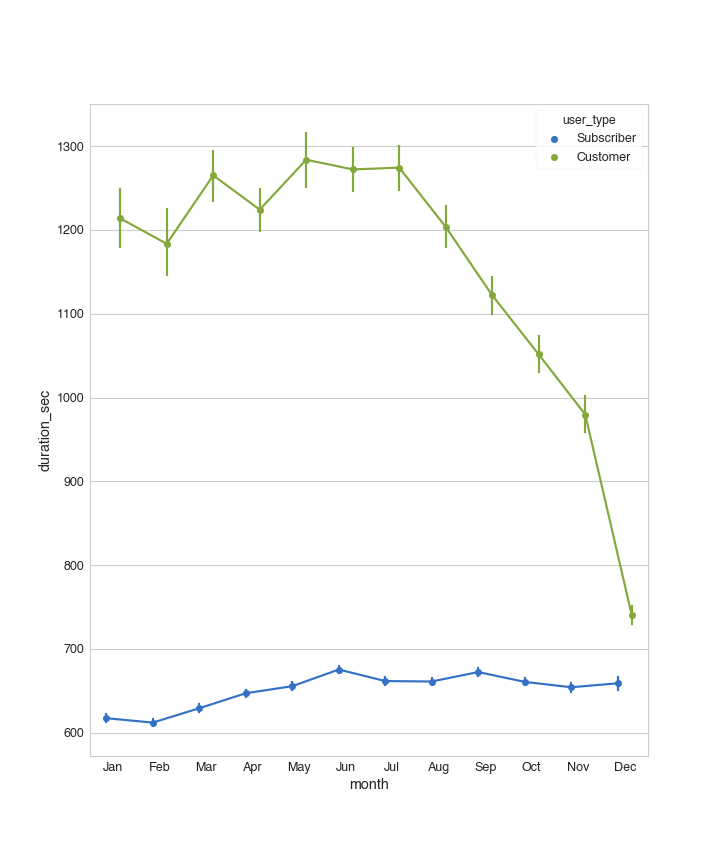 user_type
Subscriber
Customer
1300
1200
1100
1000
900
800
700
600
duration_sec
Jan Feb Mar Apr May Jun Jul Aug Sep Oct Nov Dec
month